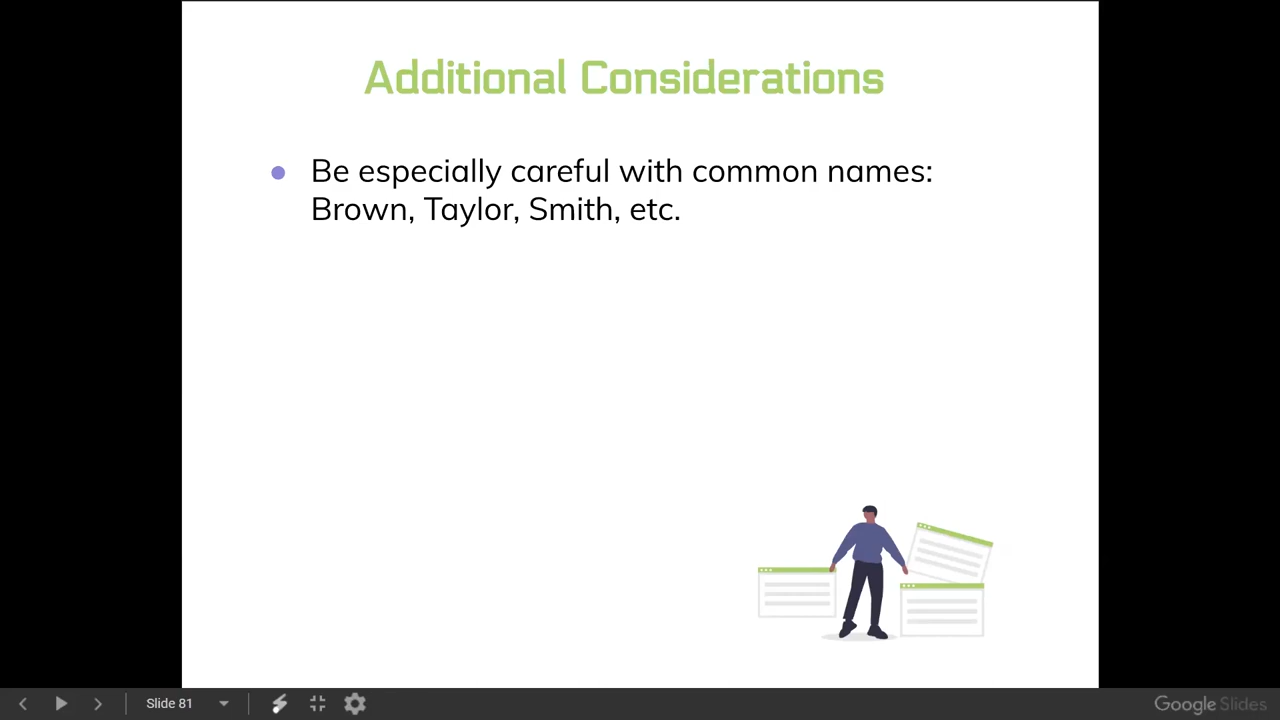 Additional Considerations
Be especially careful with common names:
Brown, Taylor, Smith, etc.
Slide 81
Google Slides